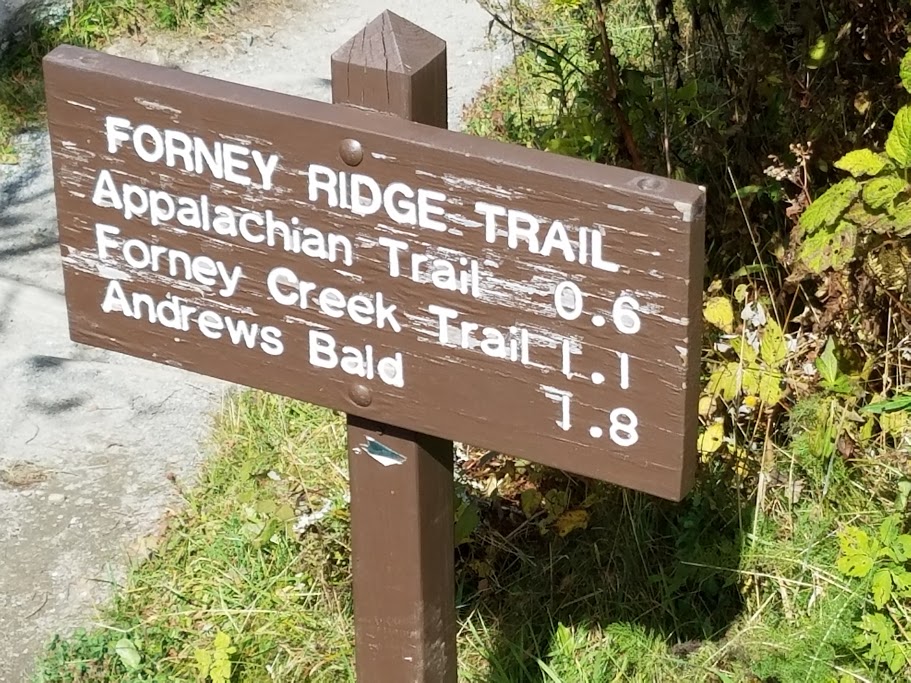 FORNEY RIDGE TRAIL
Appalachian Trail 0.6
Forney Creek Trail 1.1
Andrews Bald 1.8